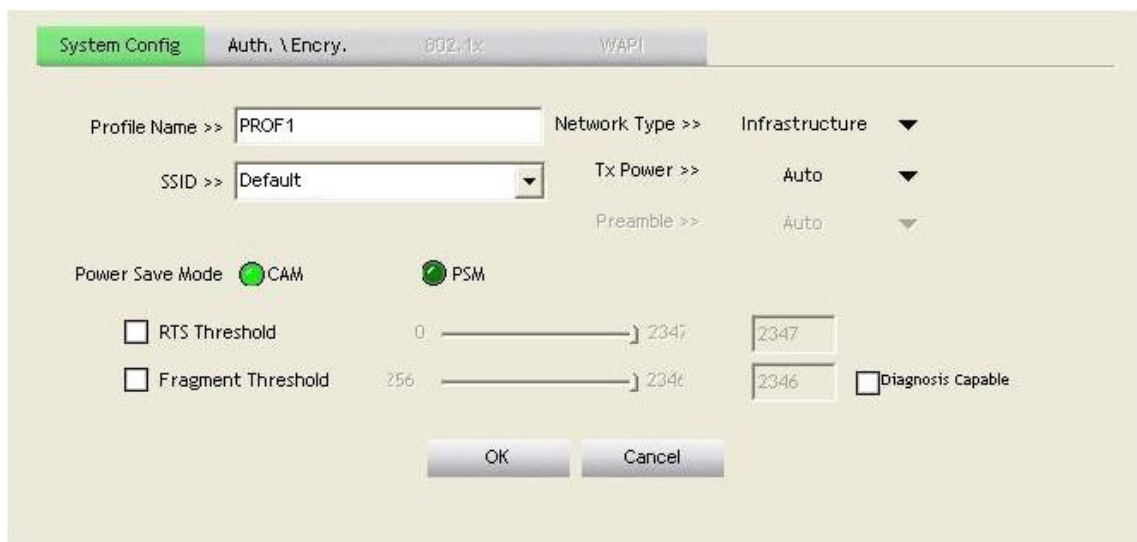 System Config Auth. \ Encry. 802.1x WAPI
Profile Name >> PROF1 Network Type >> Infrastructure
SSID >> Default Tx Power >> Auto
Preamble >> Auto
Power Save Mode CAM PSM
RTS Threshold 0 2347 2347
Fragment Threshold 256 2346 2346 Diagnosis Capable
OK Cancel